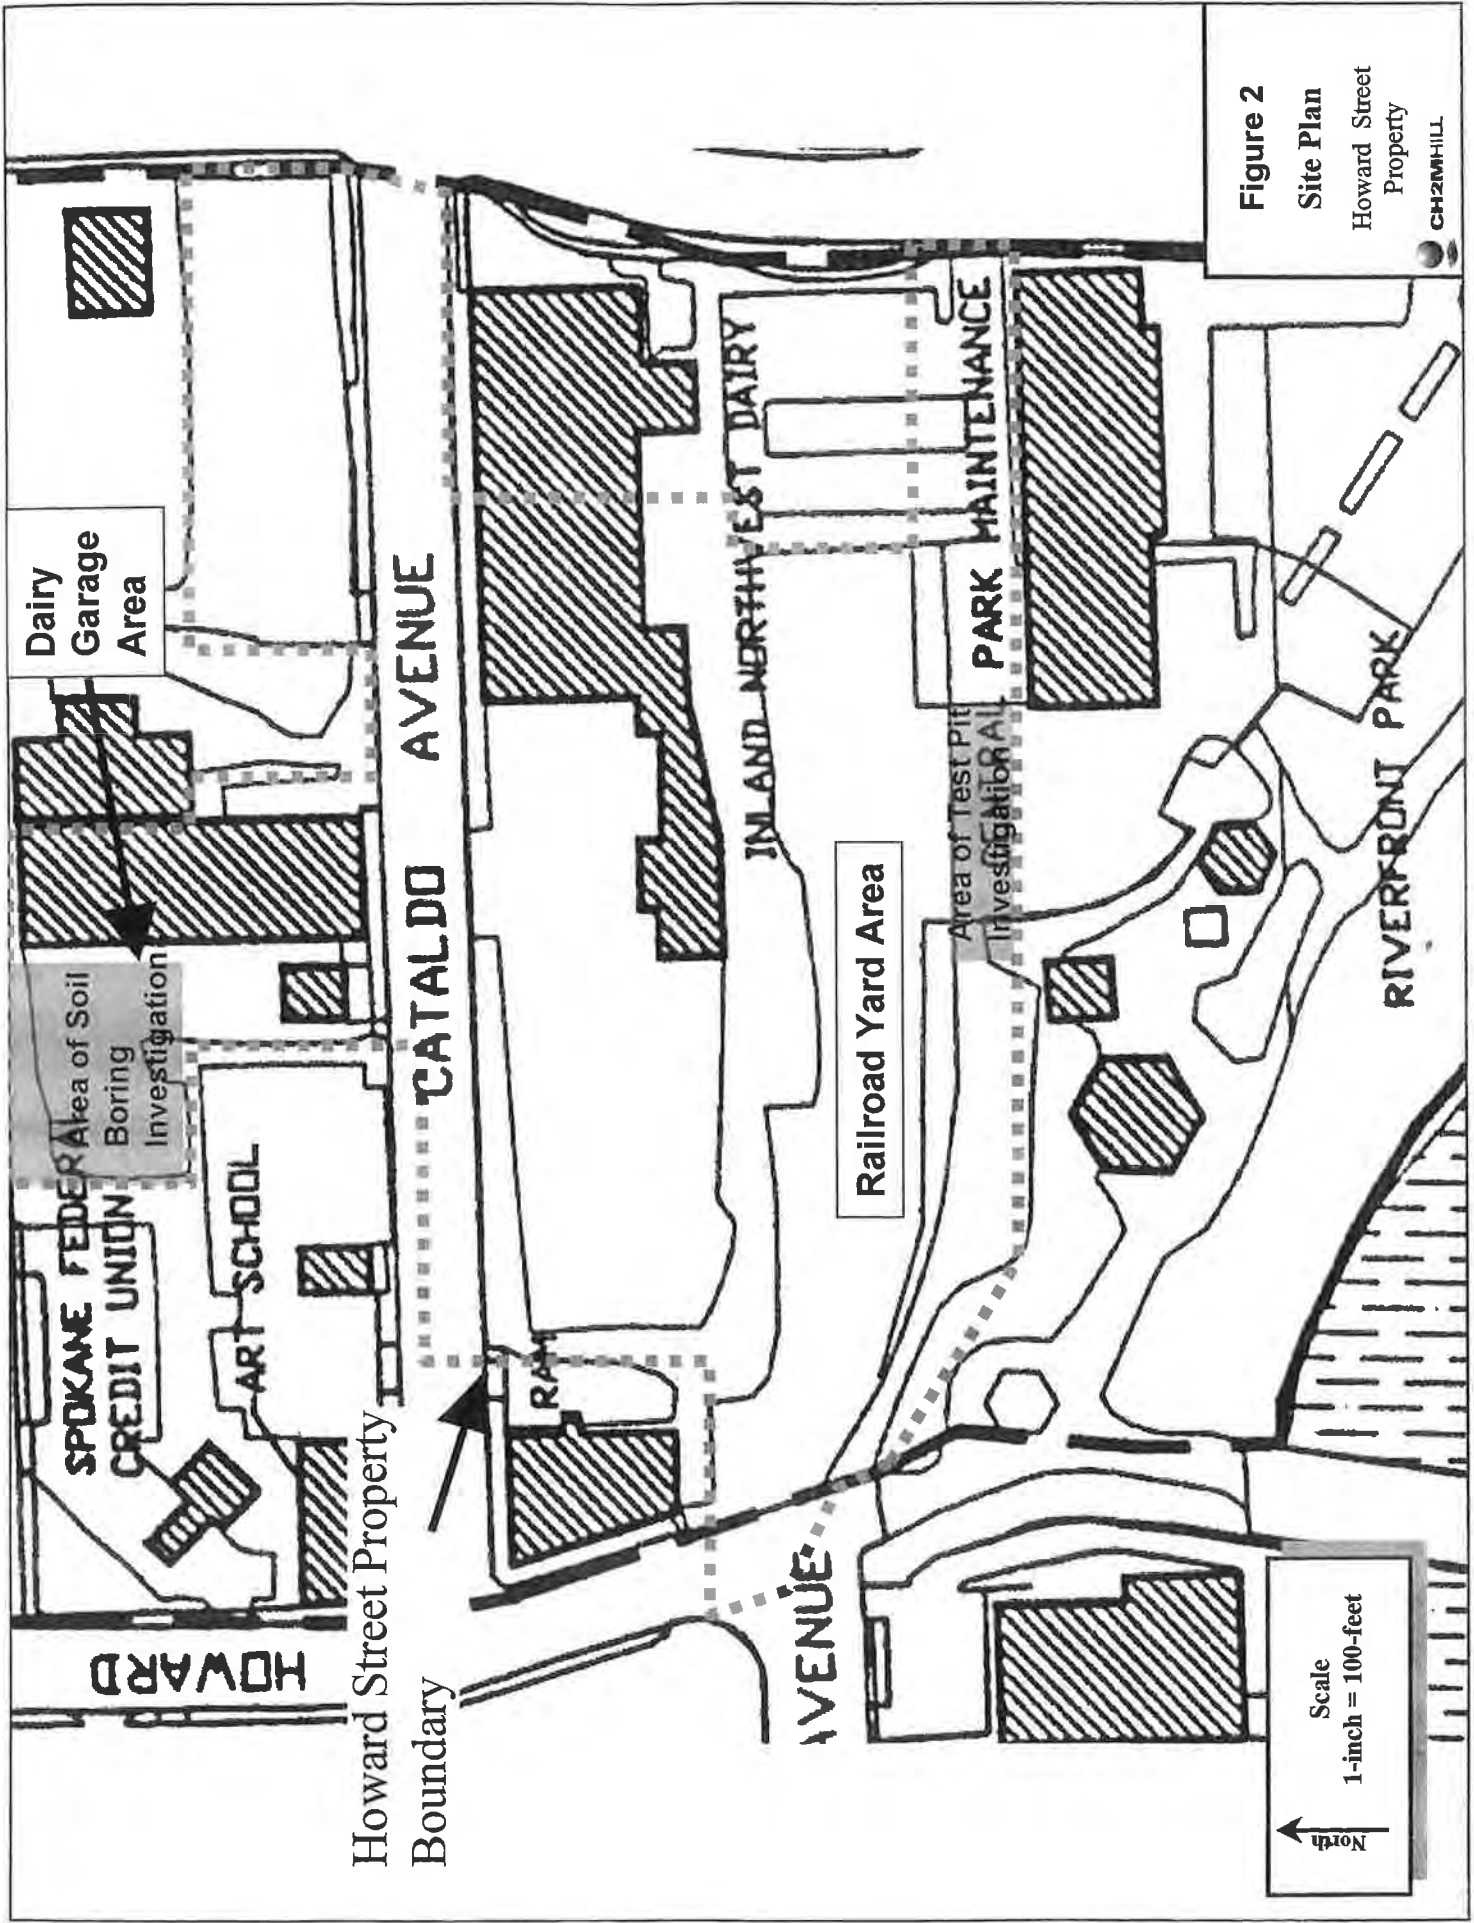 Dairy
Garage
Area
SPOKANE FEDERAL
CREDIT UNION
Area of Soil
Boring
Investigation
HOWARD
ART SCHOOL
Howard Street Property
Boundary
CATALDO AVENUE
RAM
INLAND NORTHWEST DAIRY
AVENUE
Railroad Yard Area
PARK MAINTENANCE
Area of Test Pit
Investigation
RIVERFRONT PARK
North
Scale
1-inch = 100-feet
Figure 2
Site Plan
Howard Street
Property
CH2MHILL